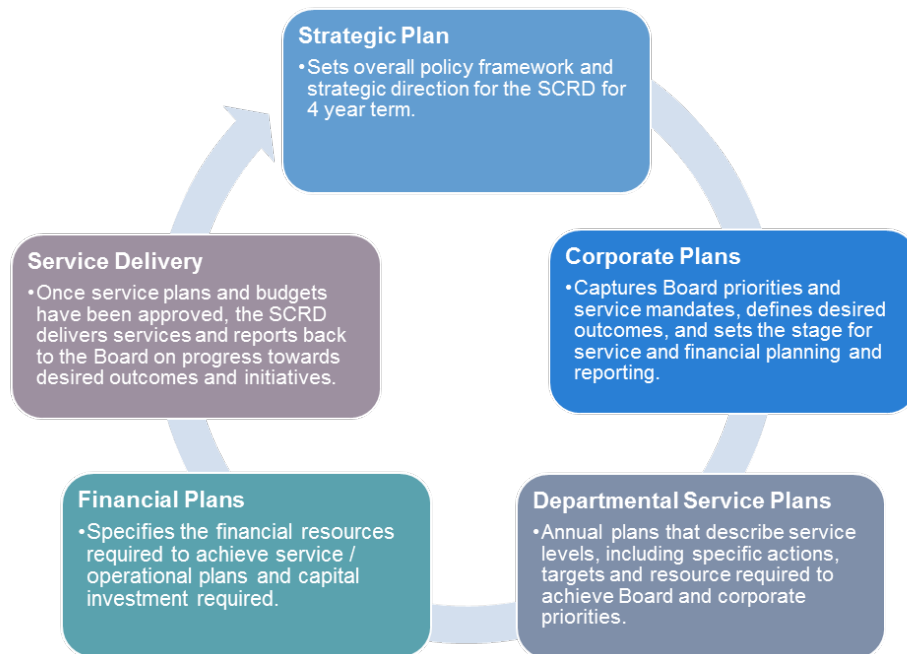 Strategic Plan
•Sets overall policy framework and
strategic direction for the SCRD for
4 year term.
Corporate Plans
•Captures Board priorities and
service mandates, defines desired
outcomes, and sets the stage for
service and financial planning and
reporting.
Departmental Service Plans
•Annual plans that describe service
levels, including specific actions,
targets and resource required to
achieve Board and corporate
priorities.
Financial Plans
•Specifies the financial resources
required to achieve service /
operational plans and capital
investment required.
Service Delivery
•Once service plans and budgets
have been approved, the SCRD
delivers services and reports back
to the Board on progress towards
desired outcomes and initiatives.